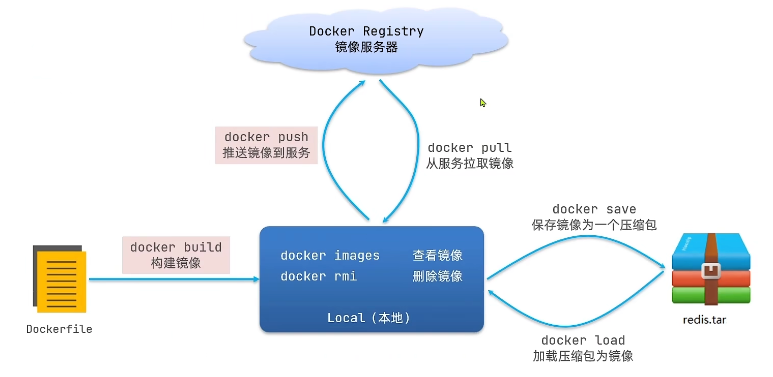 Docker Registry
镜像服务器
docker push
推送镜像到服务
docker pull
从服务拉取镜像
docker save
保存镜像为一个压缩包
docker build
构建镜像
docker images 查看镜像
docker rmi 删除镜像
Local (本地)
Dockerfile
redis.tar
docker load
加载压缩包为镜像